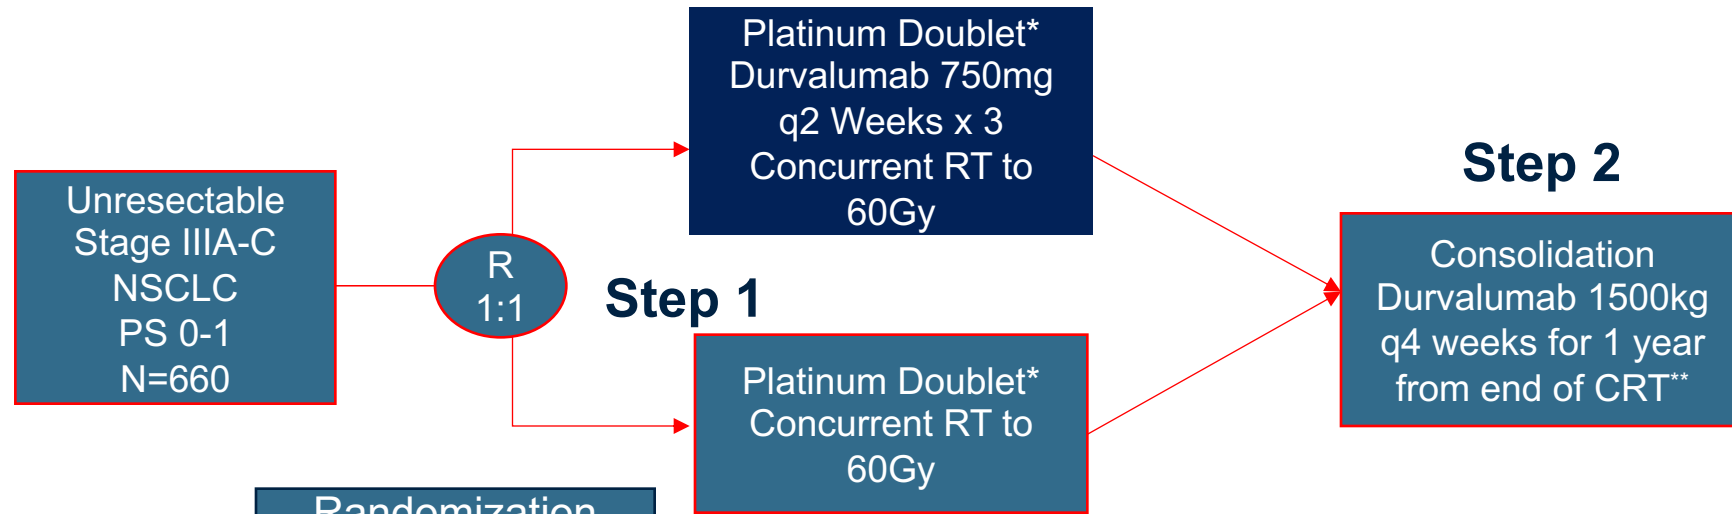 Unresectable
Stage IIIA-C
NSCLC
PS 0-1
N=660
R
1:1
Step 1
Platinum Doublet*
Durvalumab 750mg
q2 Weeks x 3
Concurrent RT to
60Gy
Platinum Doublet*
Concurrent RT to
60Gy
Step 2
Consolidation
Durvalumab 1500kg
q4 weeks for 1 year
from end of CRT**
Randomization